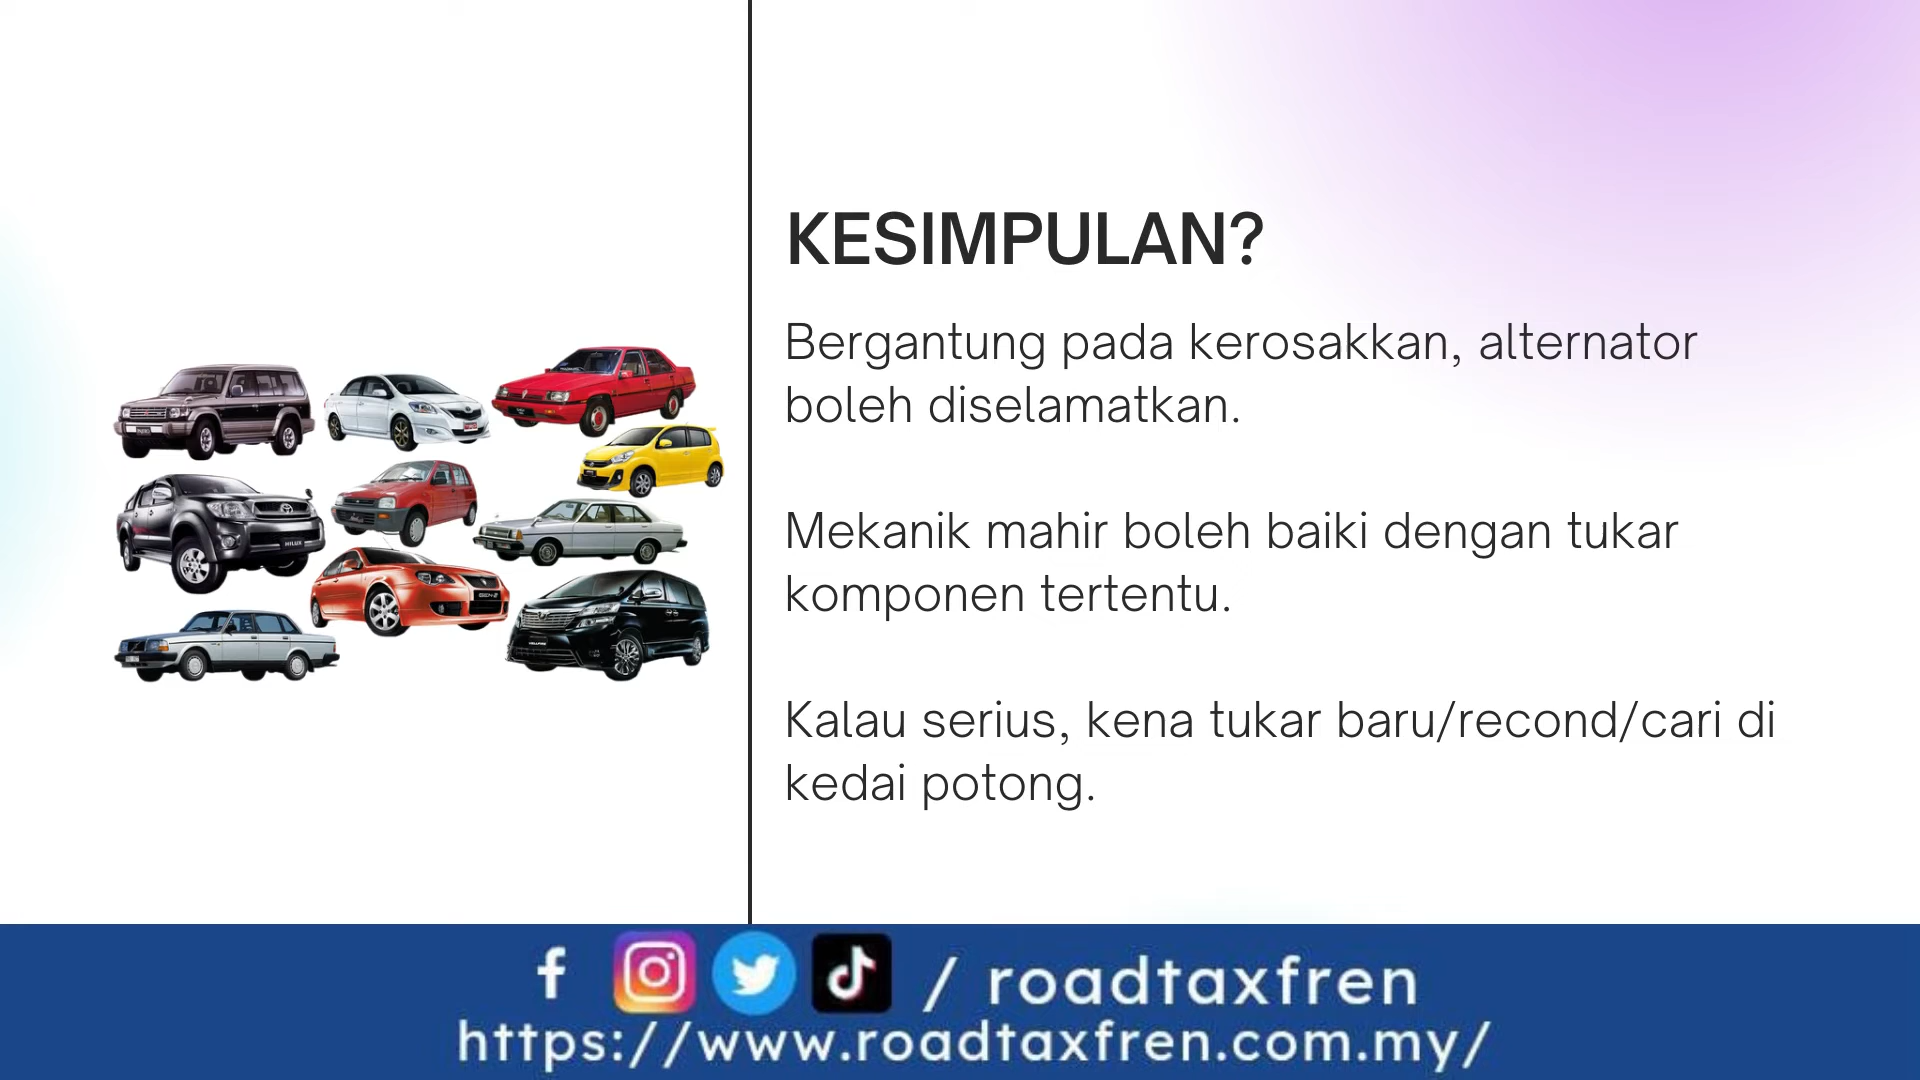 KESIMPULAN?
Bergantung pada kerosakkan, alternator
boleh diselamatkan.
Mekanik mahir boleh baiki dengan tukar
komponen tertentu.
Kalau serius, kena tukar baru/recond/cari di
kedai potong.
HILUX
/ roadtaxfren
https://www.roadtaxfren.com.my/